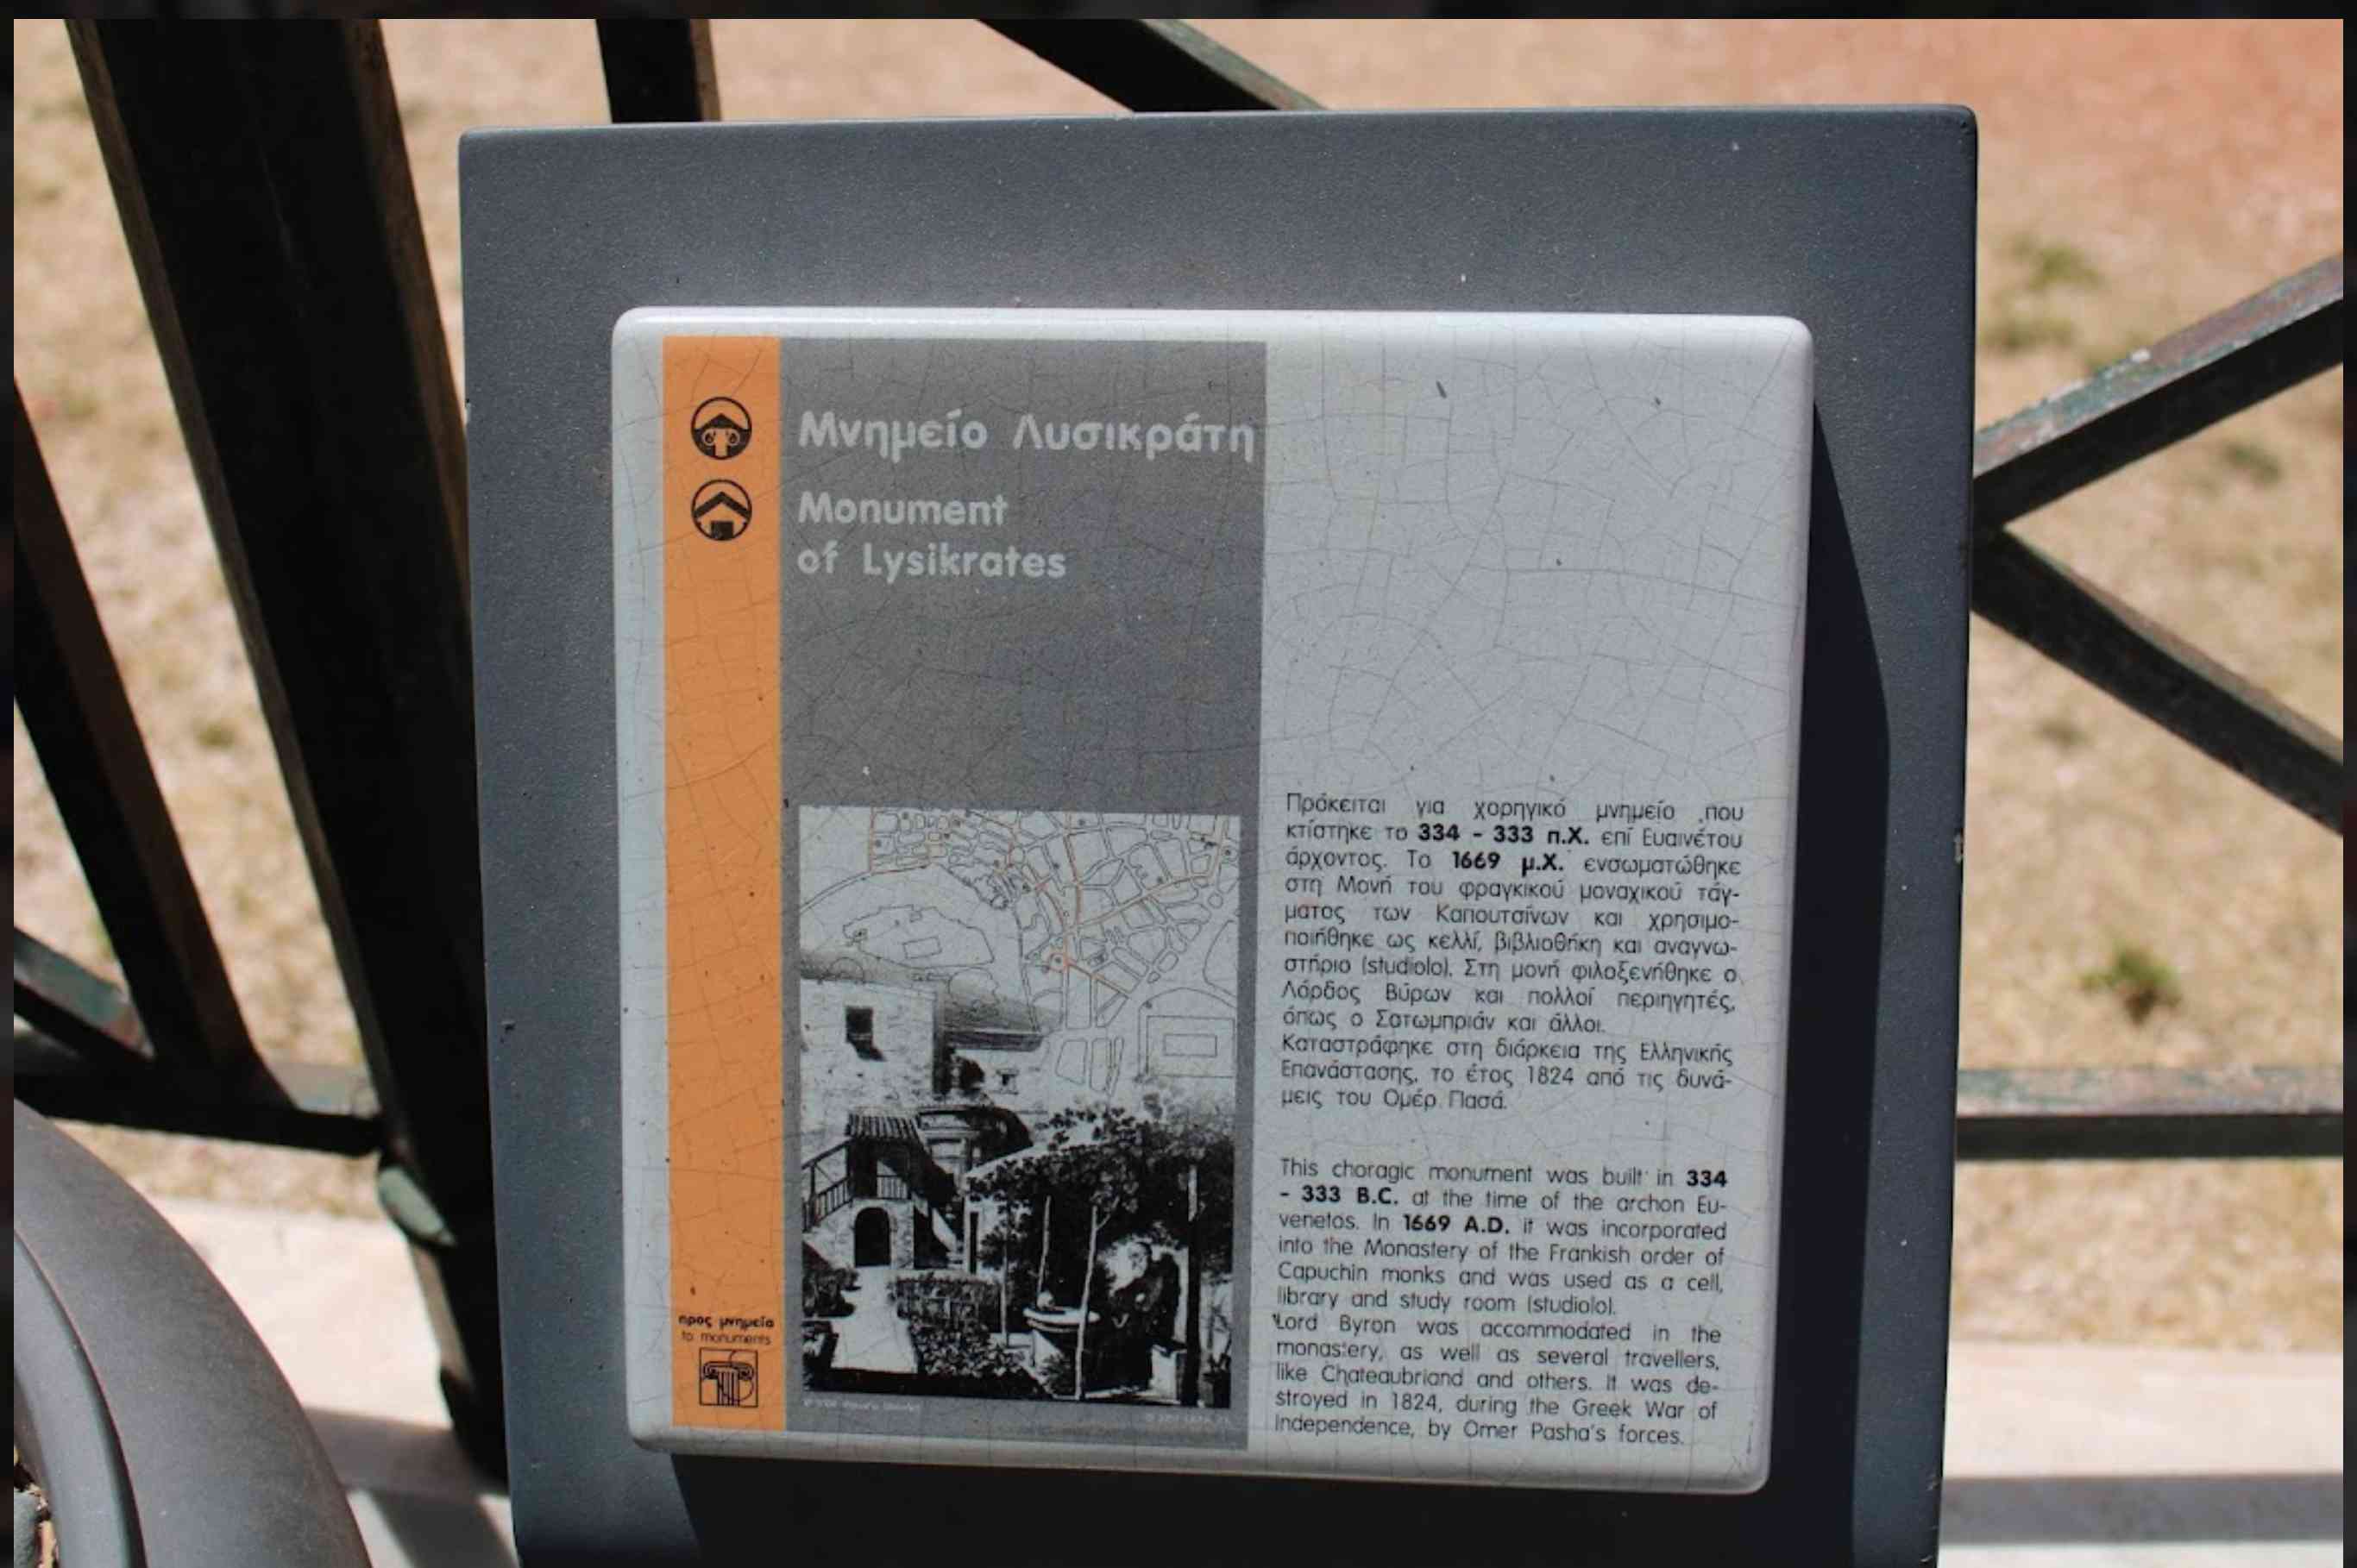 Μνημείο Λυσικράτη
Monument
of Lysikrates
Πρόκειται για χορηγικό μνημείο που
κτίστηκε το 334 - 333 π.Χ. επί Ευαινέτου
άρχοντος. Το 1669 μ.Χ. ενσωματώθηκε
στη Μονή του φραγκικού μοναχικού τάγ-
ματος των Καπουτσίνων και χρησιμο-
ποιήθηκε ως κελλί, βιβλιοθήκη και αναγνω-
στήριο (studiolo). Στη μονή φιλοξενήθηκε ο
Λόρδος Βύρων και πολλοί περιηγητές,
όπως ο Σατωμπριάν και άλλοι.
Καταστράφηκε στη διάρκεια της Ελληνικής
Επανάστασης, το έτος 1824 από τις δυνά-
μεις του Ομέρ Πασά.
This choragic monument was built in 334
- 333 B.C. at the time of the archon Eu-
venetos. In 1669 A.D. it was incorporated
into the Monastery of the Frankish order of
Capuchin monks and was used as a cell,
library and study room (studiolo).
Lord Byron was accommodated in the
monastery, as well as several travellers,
like Chateaubriand and others. It was de-
stroyed in 1824, during the Greek War of
Independence, by Omer Pasha's forces.
προς μνημεία
to monuments